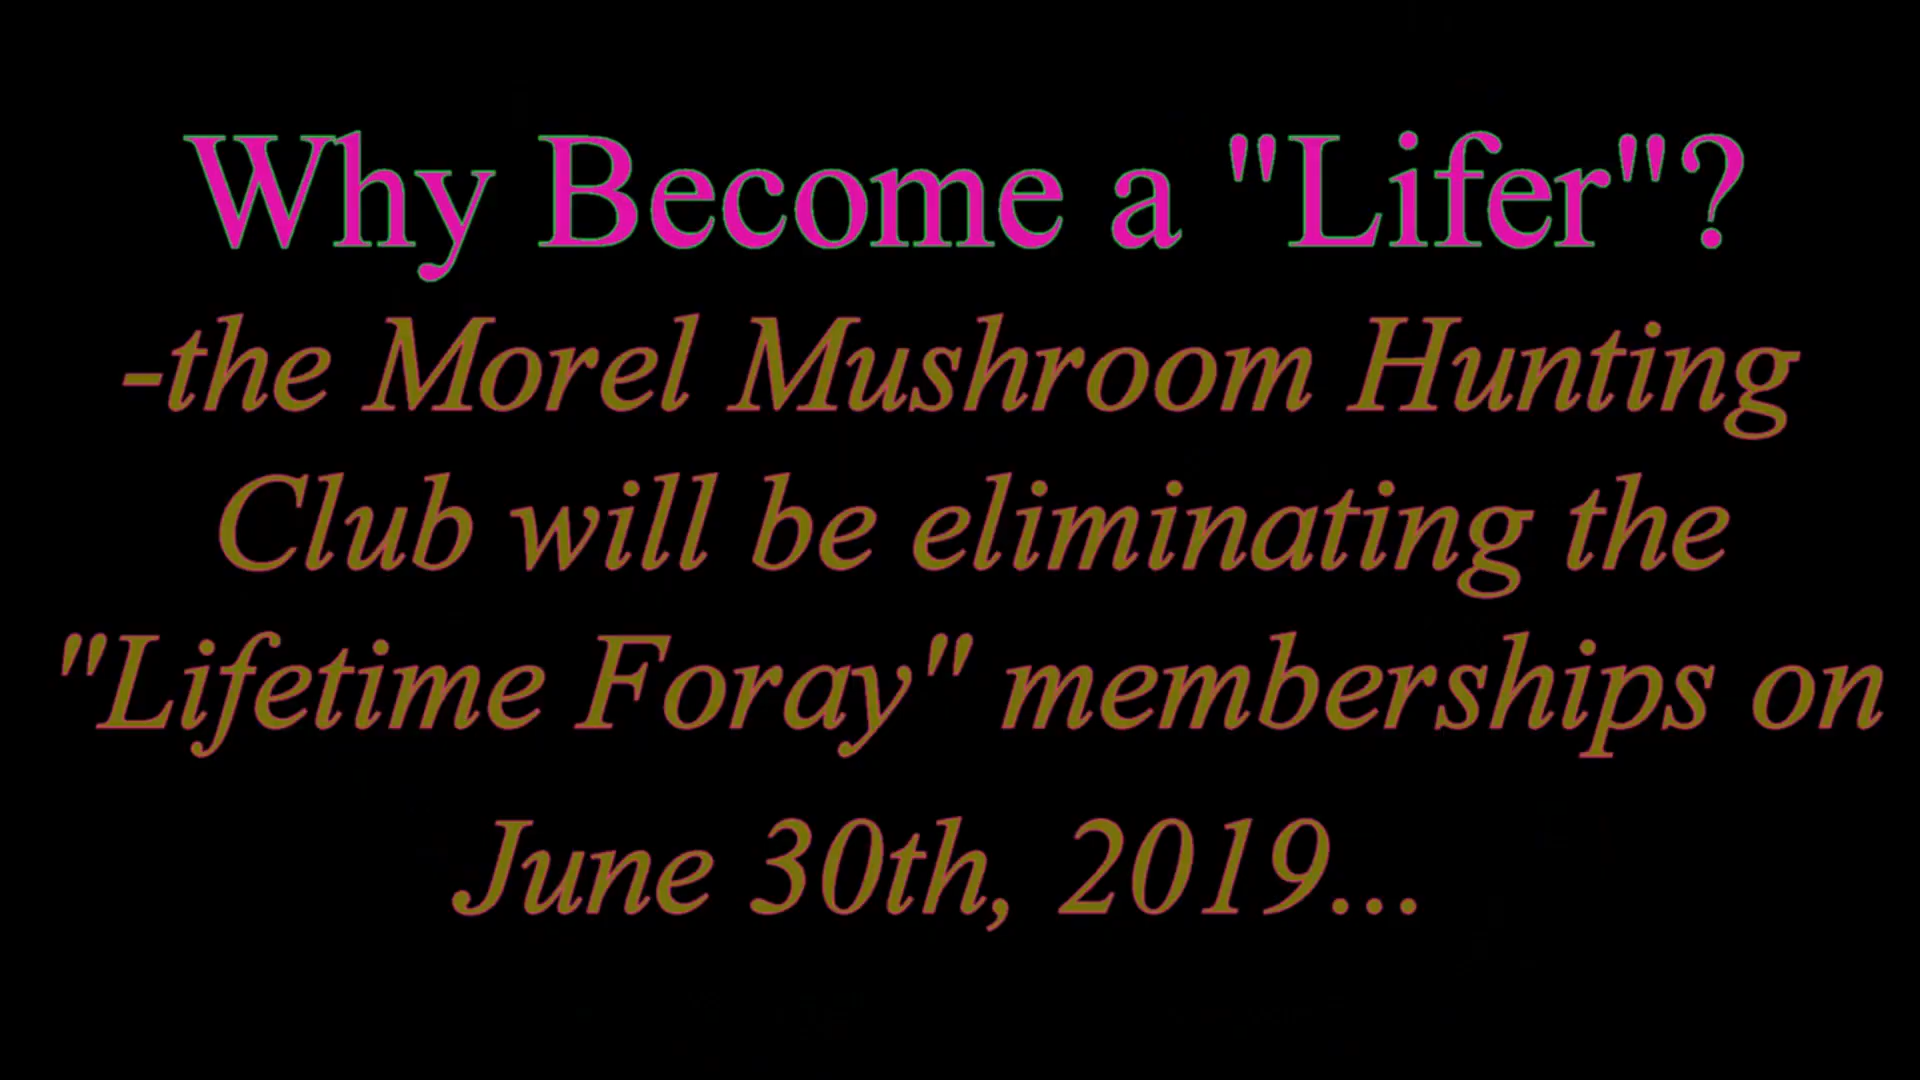 Why Become a "Lifer"?
-the Morel Mushroom Hunting
Club will be eliminating the
"Lifetime Foray" memberships on
June 30th, 2019...